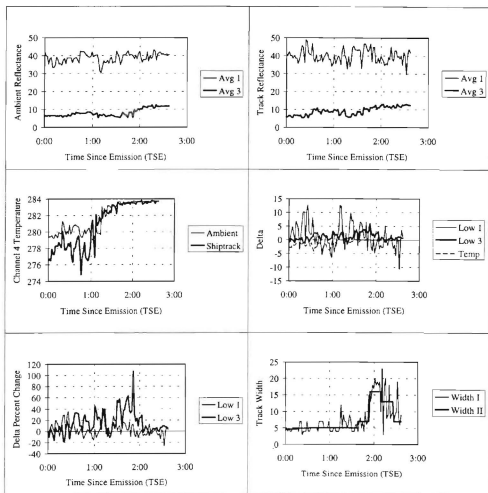 50
40
30
20
10
0
Ambient Reflectance
0:00 1:00 2:00 3:00
Time Since Emission (TSE)
Avg 1
Avg 3
50
40
30
20
10
0
Track Reflectance
0:00 1:00 2:00 3:00
Time Since Emission (TSE)
Avg 1
Avg 3
284
282
280
278
276
274
Channel 4 Temperature
0:00 1:00 2:00 3:00
Time Since Emission (TSE)
Ambient
Shiptrack
15
10
5
0
-5
-10
-15
Delta
0:00 1:00 2:00 3:00
Time Since Emission (TSE)
Low 1
Low 3
Temp
120
100
80
60
40
20
0
-20
-40
Delta Percent Change
0:00 1:00 2:00 3:00
Time Since Emission (TSE)
Low 1
Low 3
25
20
15
10
5
0
Track Width
0:00 1:00 2:00 3:00
Time Since Emission (TSE)
Width I
Width II